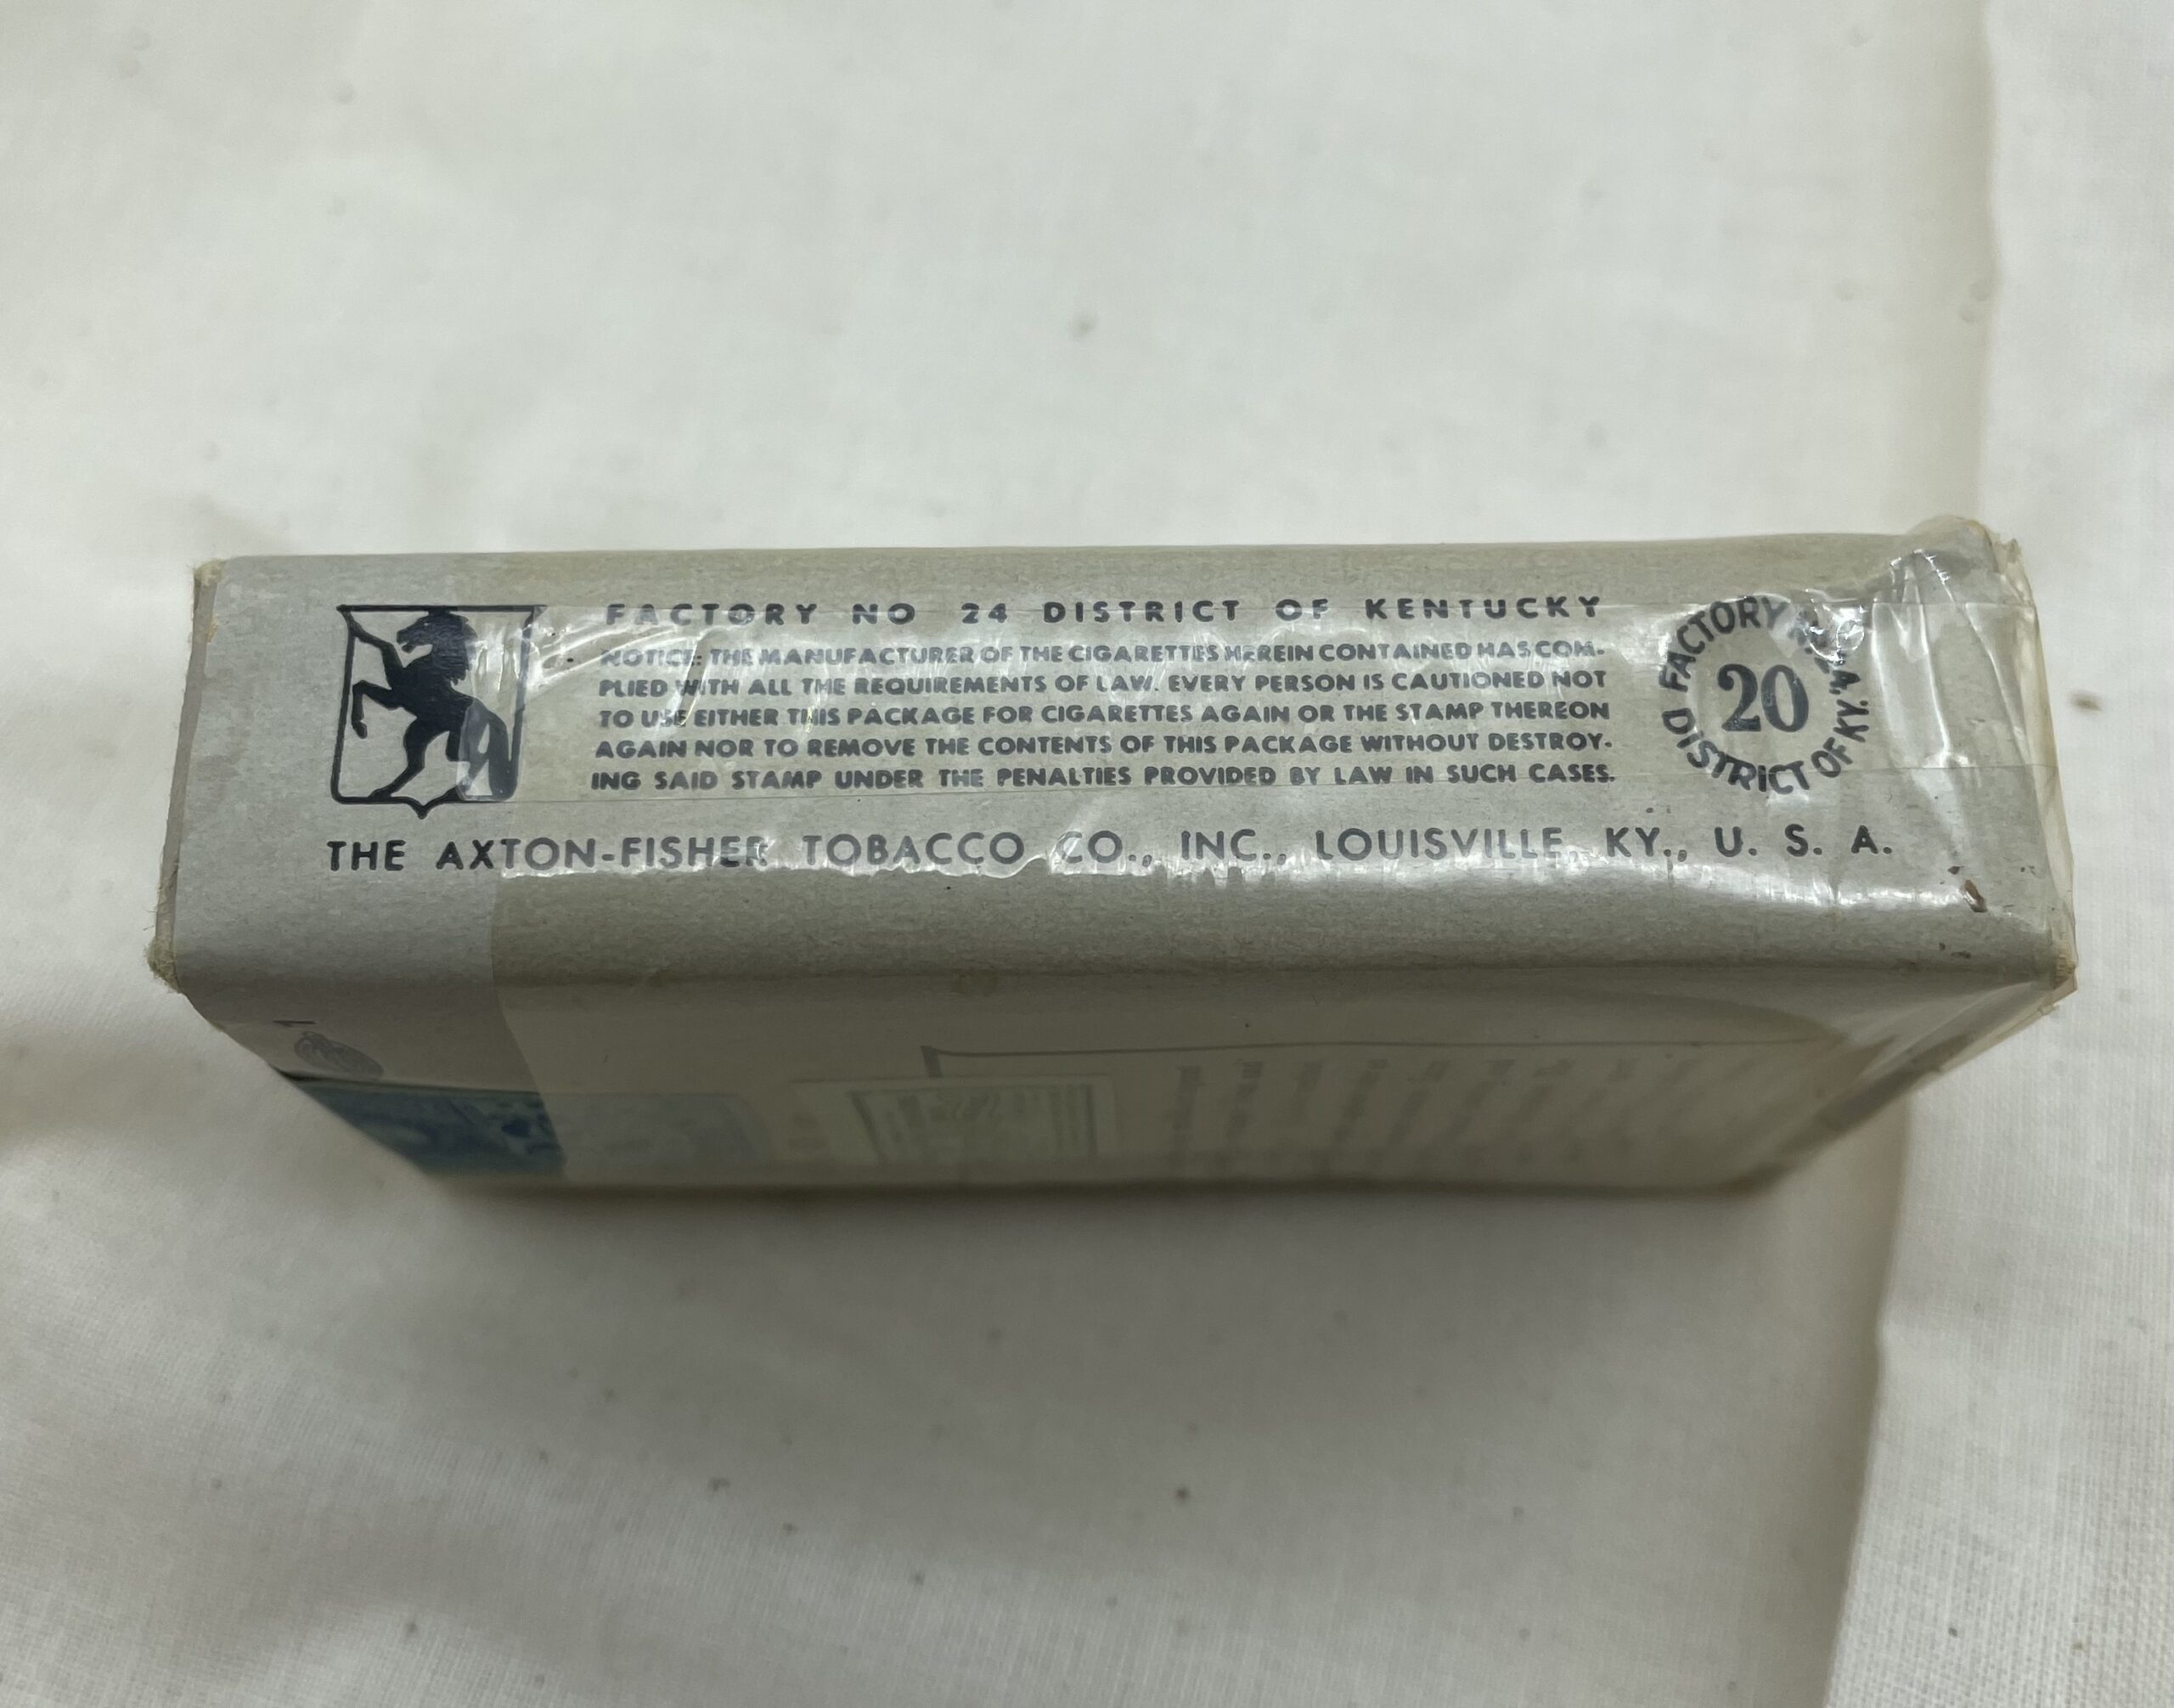 FACTORY NO 24 DISTRICT OF KENTUCKY
NOTICE: THE MANUFACTURER OF THE CIGARETTES HEREIN CONTAINED HAS COM-
PLIED WITH ALL THE REQUIREMENTS OF LAW. EVERY PERSON IS CAUTIONED NOT
TO USE EITHER THIS PACKAGE FOR CIGARETTES AGAIN OR THE STAMP THEREON
AGAIN NOR TO REMOVE THE CONTENTS OF THIS PACKAGE WITHOUT DESTROY-
ING SAID STAMP UNDER THE PENALTIES PROVIDED BY LAW IN SUCH CASES.
FACTORY
20
DISTRICT OF KY.
THE AXTON-FISHER TOBACCO CO., INC., LOUISVILLE, KY., U. S. A.